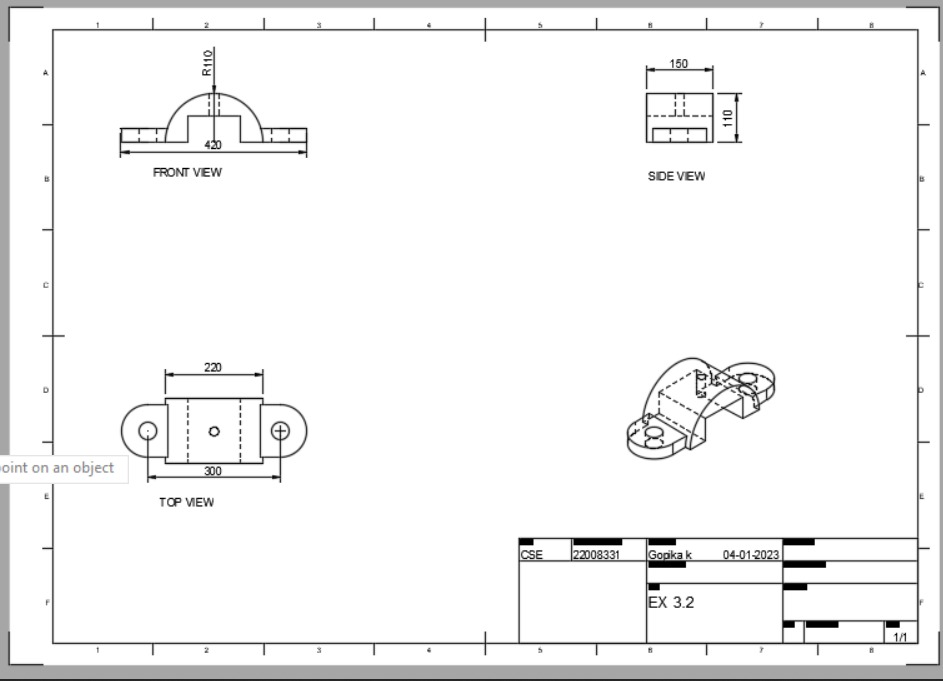 1 2 3 4 5 6 7 8
A A
R110
150
110
420
FRONT VIEW
SIDE VIEW
B B
C C
220
D D
300
point on an object
TOP VIEW
E E
CSE 22008331 Gopika k 04-01-2023
EX 3.2
F F
1/1
1 2 3 4 5 6 7 8